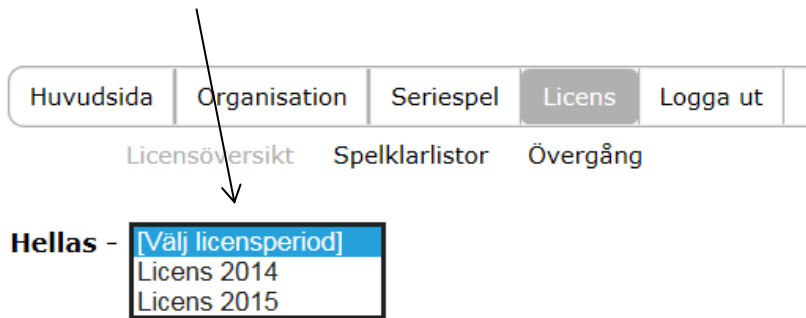 Huvudsida Organisation Seriespel Licens Logga ut
Licensöversikt Spelklarlistor Övergång
Hellas - [Välj licensperiod]
Licens 2014
Licens 2015